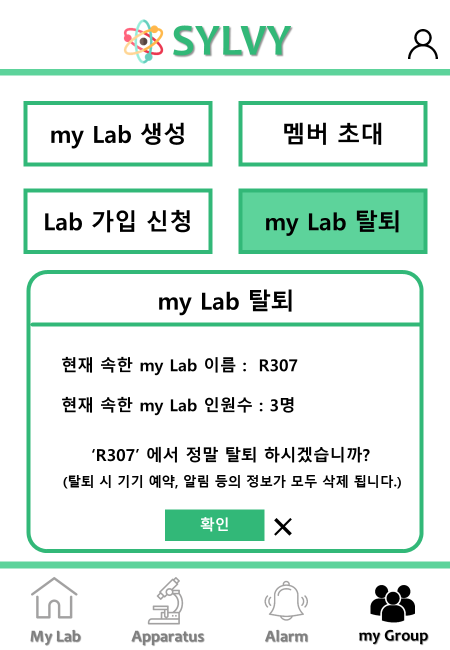 SYLVY
my Lab 생성
멤버 초대
Lab 가입 신청
my Lab 탈퇴
my Lab 탈퇴
현재 속한 my Lab 이름 : R307
현재 속한 my Lab 인원수 : 3명
‘R307’ 에서 정말 탈퇴 하시겠습니까?
(탈퇴 시 기기 예약, 알림 등의 정보가 모두 삭제 됩니다.)
확인
My Lab
Apparatus
Alarm
my Group